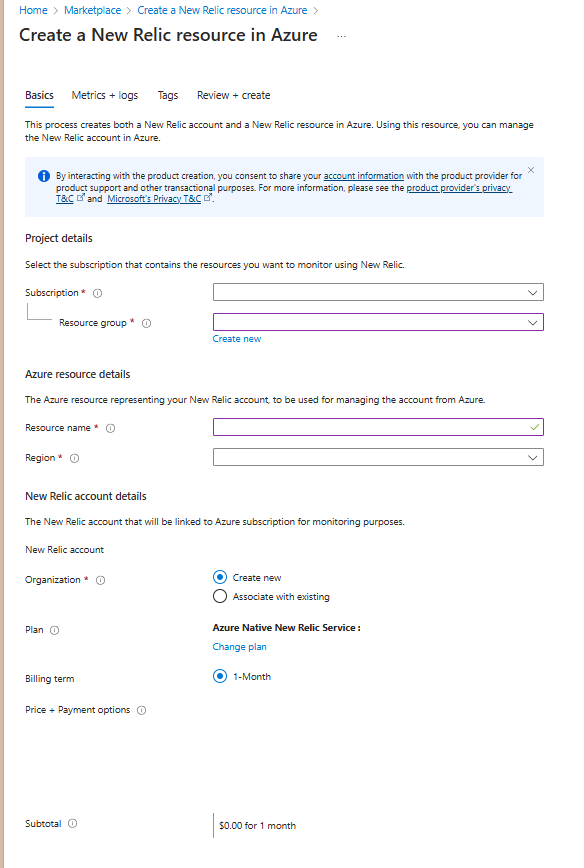 Home > Marketplace > Create a New Relic resource in Azure >
Create a New Relic resource in Azure ...
Basics Metrics + logs Tags Review + create
This process creates both a New Relic account and a New Relic resource in Azure. Using this resource, you can manage
the New Relic account in Azure.
By interacting with the product creation, you consent to share your account information with the product provider for
product support and other transactional purposes. For more information, please see the product provider's privacy
T&C and Microsoft's Privacy T&C.
Project details
Select the subscription that contains the resources you want to monitor using New Relic.
Subscription *
Resource group *
Create new
Azure resource details
The Azure resource representing your New Relic account, to be used for managing the account from Azure.
Resource name *
Region *
New Relic account details
The New Relic account that will be linked to Azure subscription for monitoring purposes.
New Relic account
Organization *
Create new
Associate with existing
Plan
Azure Native New Relic Service :
Change plan
Billing term
1-Month
Price + Payment options
Subtotal
$0.00 for 1 month